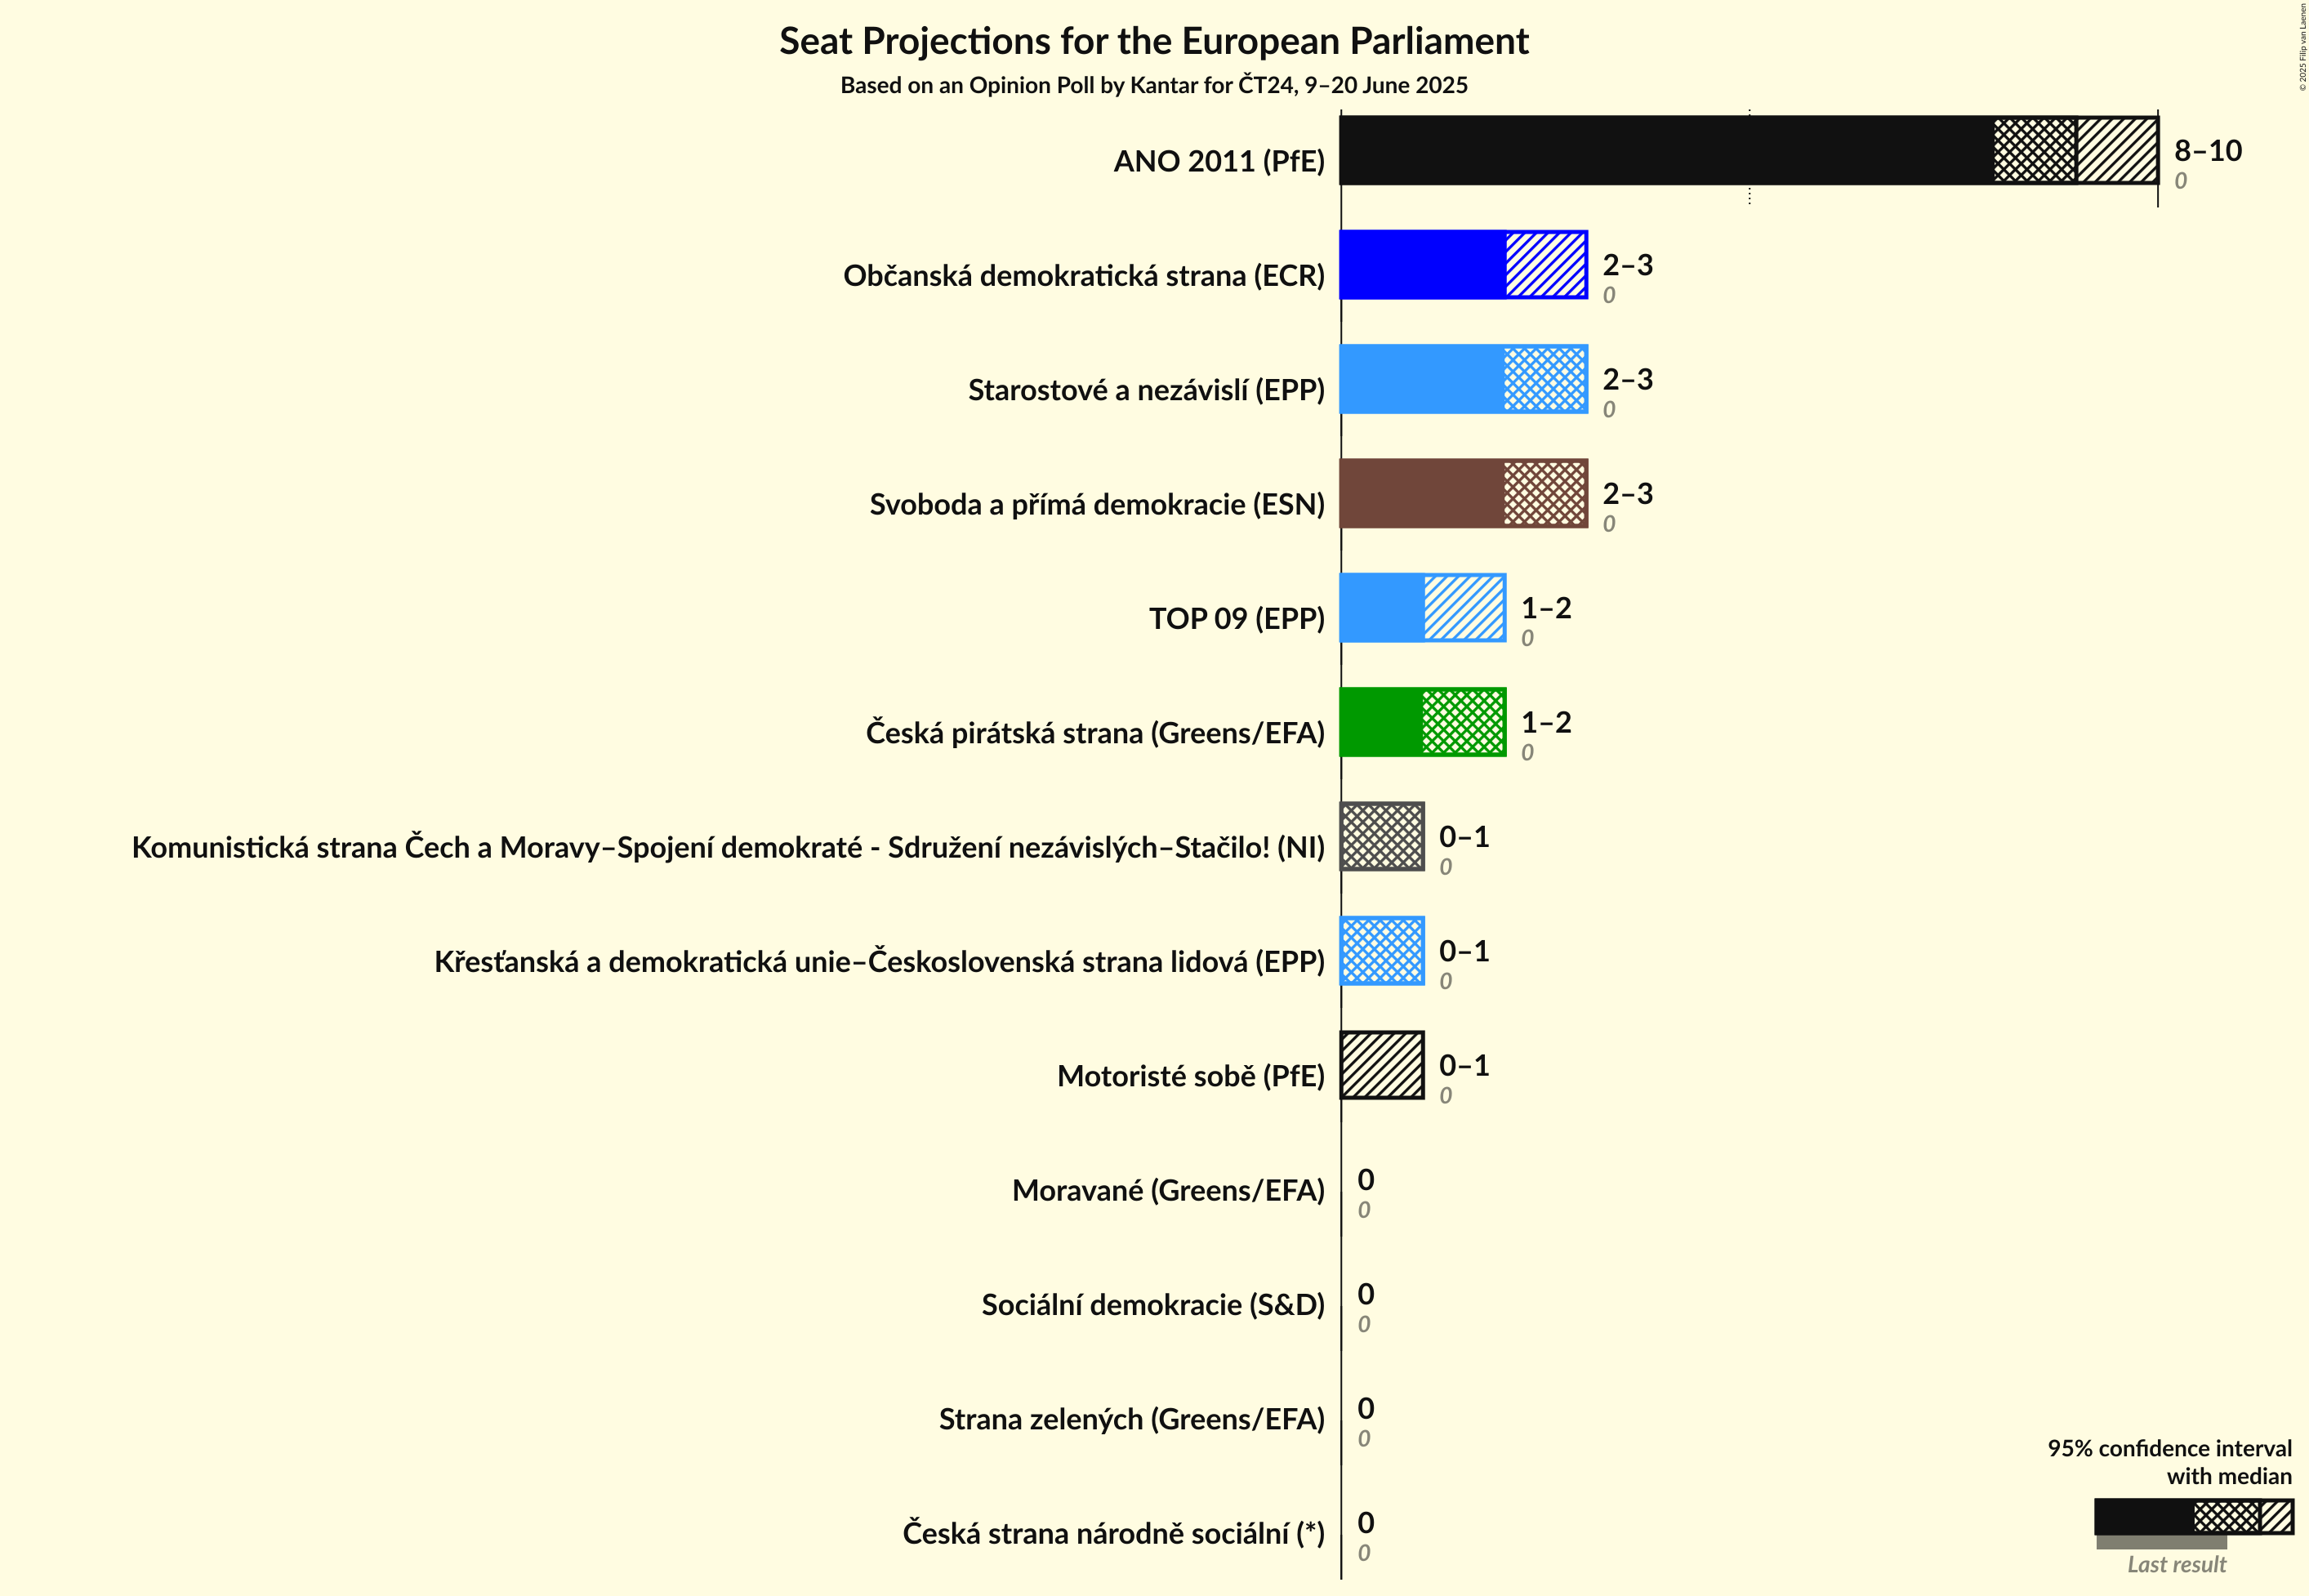 Seat Projections for the European Parliament
Based on an Opinion Poll by Kantar for ČT24, 9–20 June 2025
© 2025 Filip van Laenen
ANO 2011 (PfE)
8–10
0
Občanská demokratická strana (ECR)
2–3
0
Starostové a nezávislí (EPP)
2–3
0
Svoboda a přímá demokracie (ESN)
2–3
0
TOP 09 (EPP)
1–2
0
Česká pirátská strana (Greens/EFA)
1–2
0
Komunistická strana Čech a Moravy–Spojení demokraté - Sdružení nezávislých–Stačilo! (NI)
0–1
0
Křesťanská a demokratická unie–Československá strana lidová (EPP)
0–1
0
Motoristé sobě (PfE)
0–1
0
Moravané (Greens/EFA)
0
0
Sociální demokracie (S&D)
0
0
Strana zelených (Greens/EFA)
0
0
Česká strana národně sociální (*)
0
0
95% confidence interval
with median
Last result